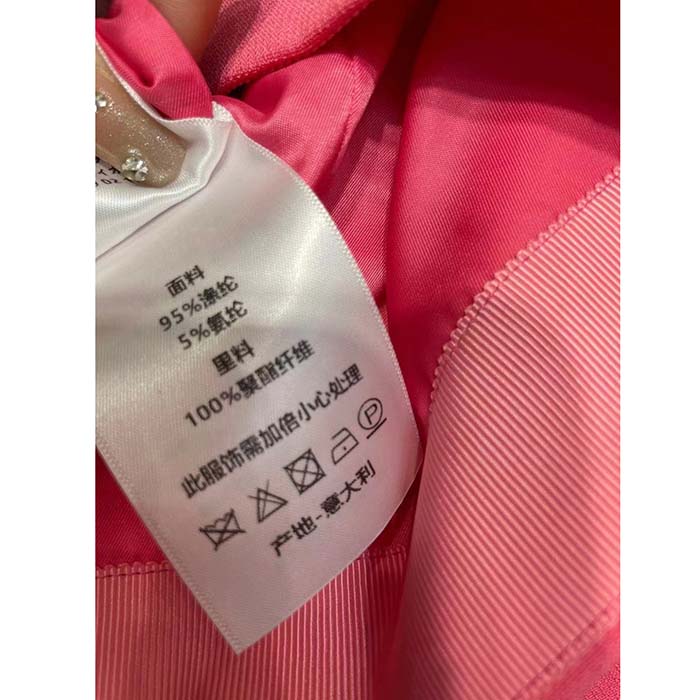 面料
95%涤纶
5%氨纶
里料
100%聚酯纤维
此服饰需加倍小心处理
P
产地-意大利